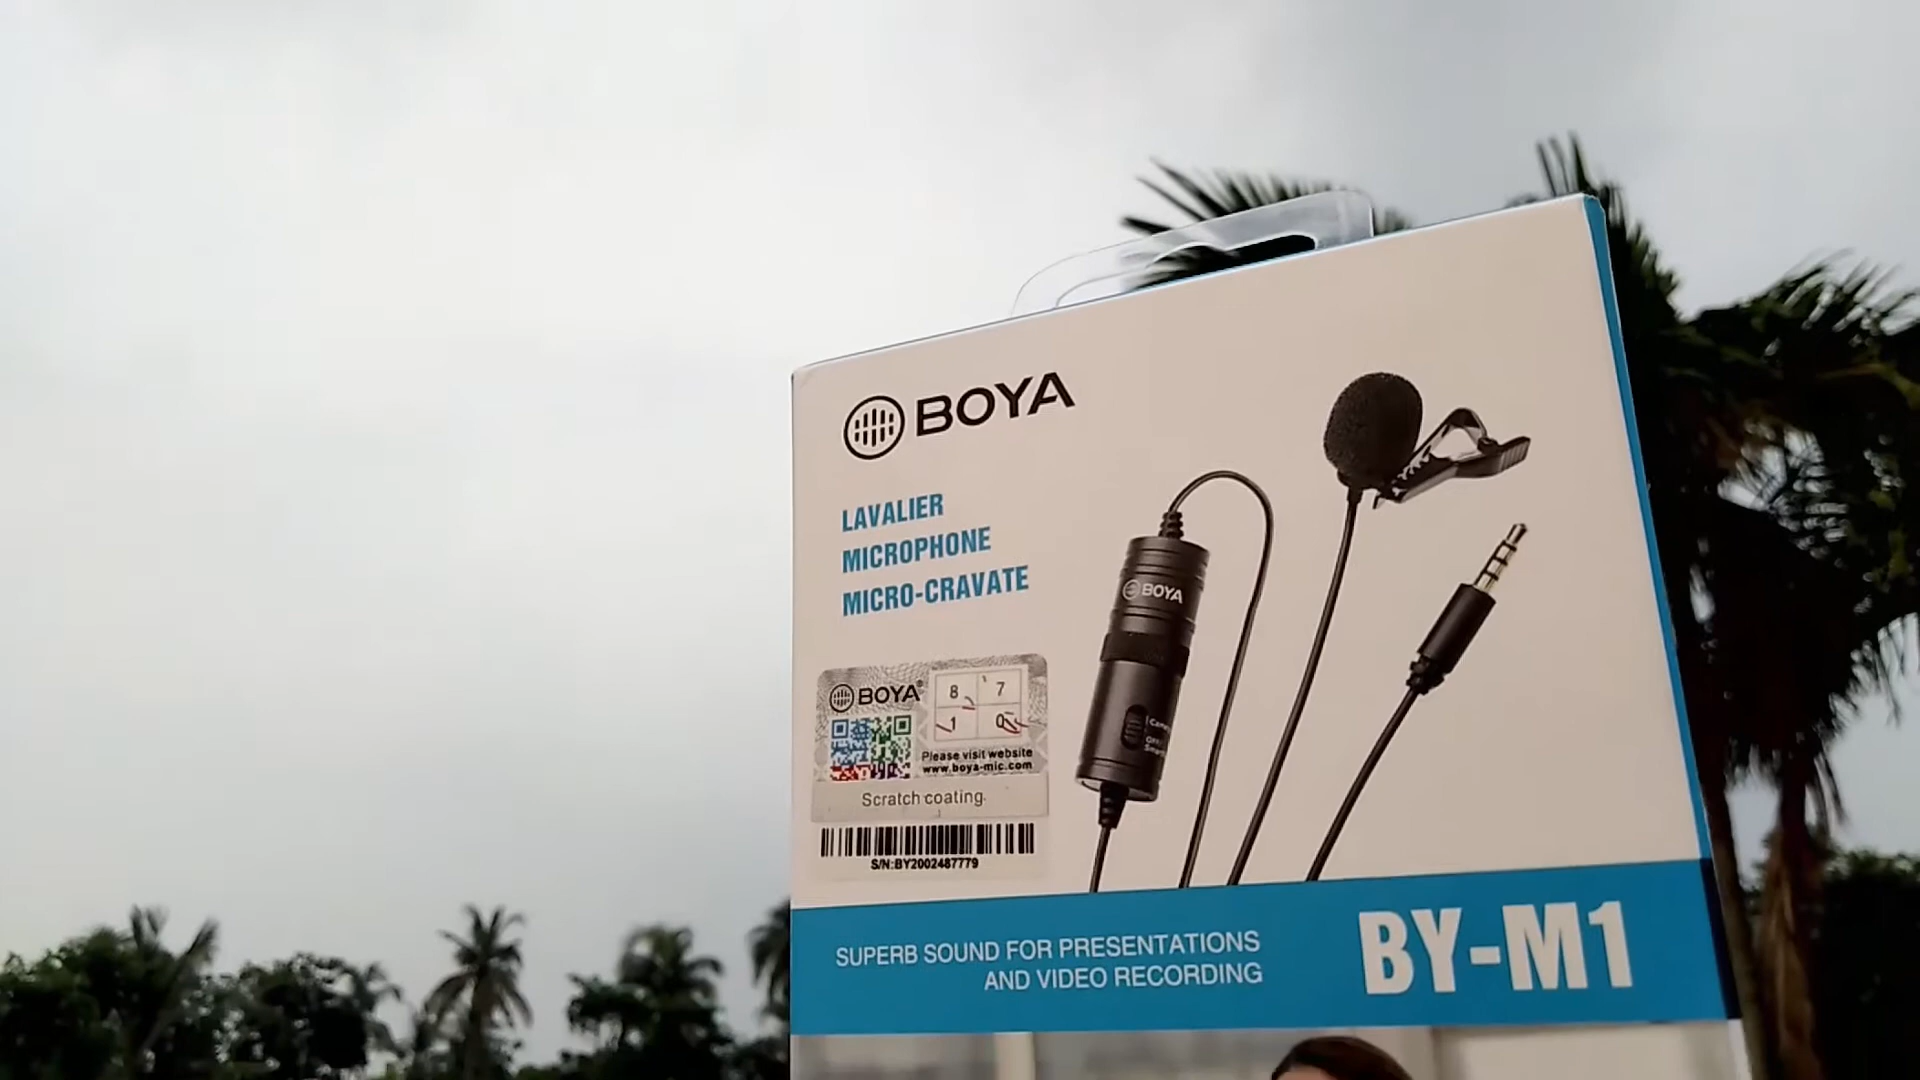 BOYA
LAVALIER
MICROPHONE
MICRO-CRAVATE
BOYA
BOYA®
8 7
1 0
Please visit website
www.boya-mic.com
Scratch coating
S/N:BY2002487779
SUPERB SOUND FOR PRESENTATIONS
AND VIDEO RECORDING
BY-M1